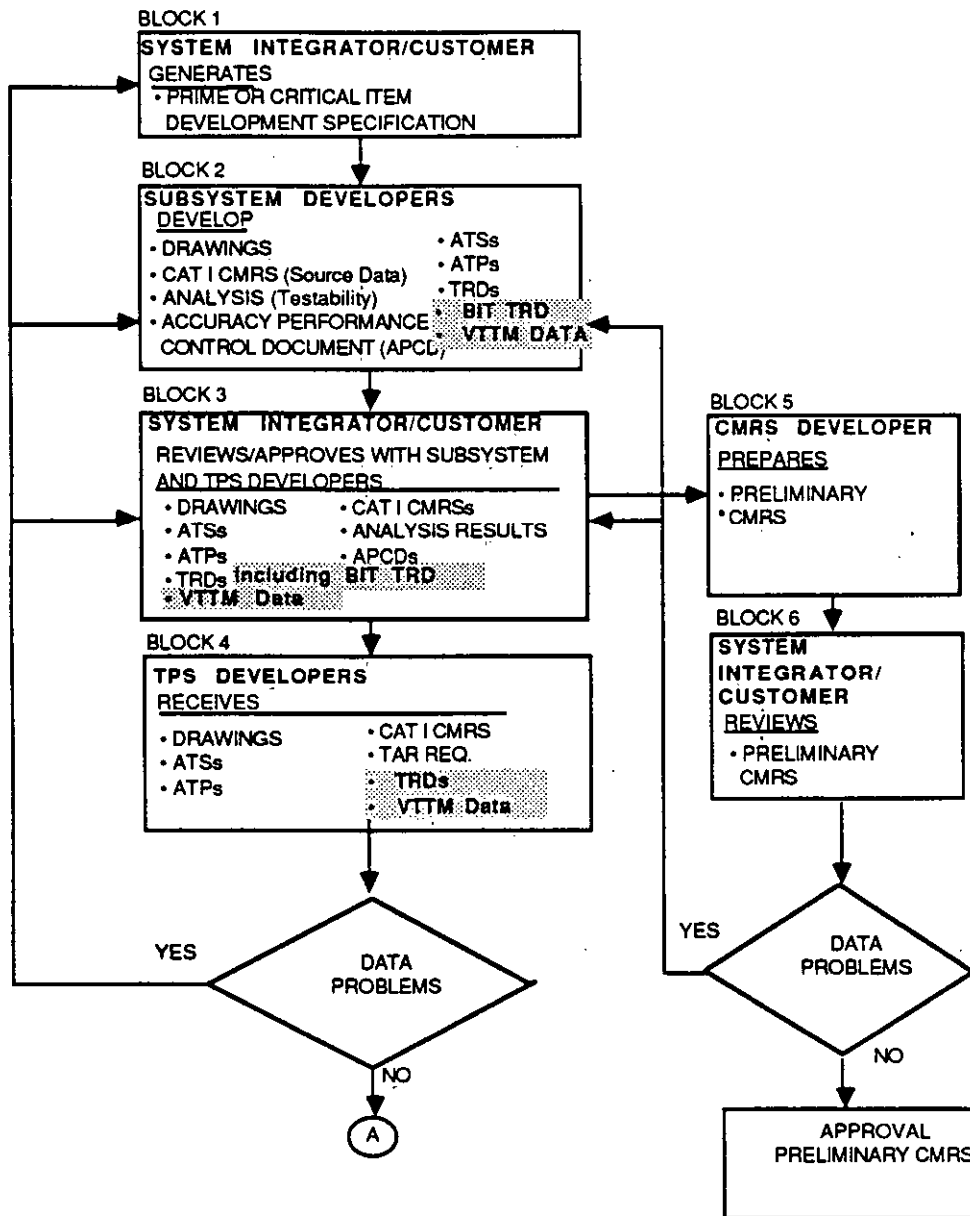 BLOCK 1
SYSTEM INTEGRATOR/CUSTOMER
GENERATES
• PRIME OR CRITICAL ITEM
DEVELOPMENT SPECIFICATION
BLOCK 2
SUBSYSTEM DEVELOPERS
DEVELOP
• DRAWINGS
• CAT I CMRS (Source Data)
• ANALYSIS (Testability)
• ACCURACY PERFORMANCE
CONTROL DOCUMENT (APCD)
• ATSs
• ATPs
• TRDs
• BIT TRD
• VTTM DATA
BLOCK 3
SYSTEM INTEGRATOR/CUSTOMER
REVIEWS/APPROVES WITH SUBSYSTEM
AND TPS DEVELOPERS
• DRAWINGS
• ATSs
• ATPs
• TRDs Including BIT TRD
• VTTM Data
• CAT I CMRSs
• ANALYSIS RESULTS
• APCDs
BLOCK 4
TPS DEVELOPERS
RECEIVES
• DRAWINGS
• ATSs
• ATPs
• CAT I CMRS
• TAR REQ.
• TRDs
• VTTM Data
YES
DATA
PROBLEMS
NO
A
BLOCK 5
CMRS DEVELOPER
PREPARES
• PRELIMINARY
• CMRS
BLOCK 6
SYSTEM
INTEGRATOR/
CUSTOMER
REVIEWS
• PRELIMINARY
CMRS
YES
DATA
PROBLEMS
NO
APPROVAL
PRELIMINARY CMRS